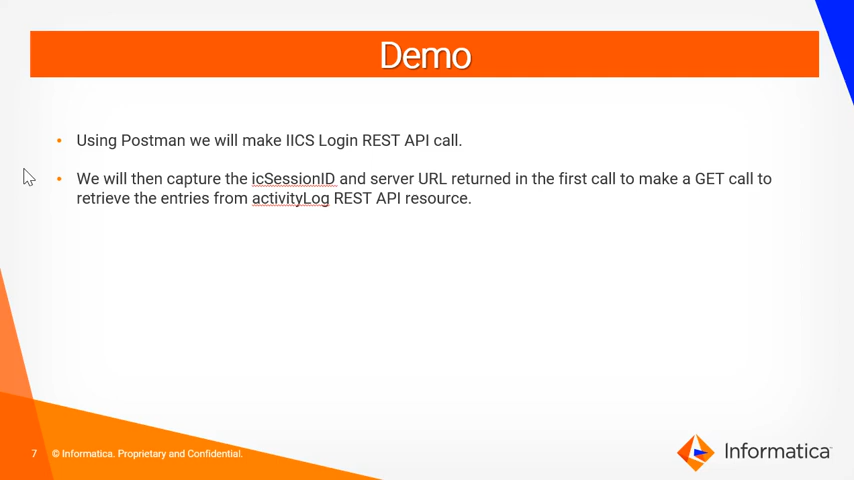 Demo
• Using Postman we will make IICS Login REST API call.
• We will then capture the icSessionID and server URL returned in the first call to make a GET call to
retrieve the entries from activityLog REST API resource.
7 © Informatica. Proprietary and Confidential.
Informatica